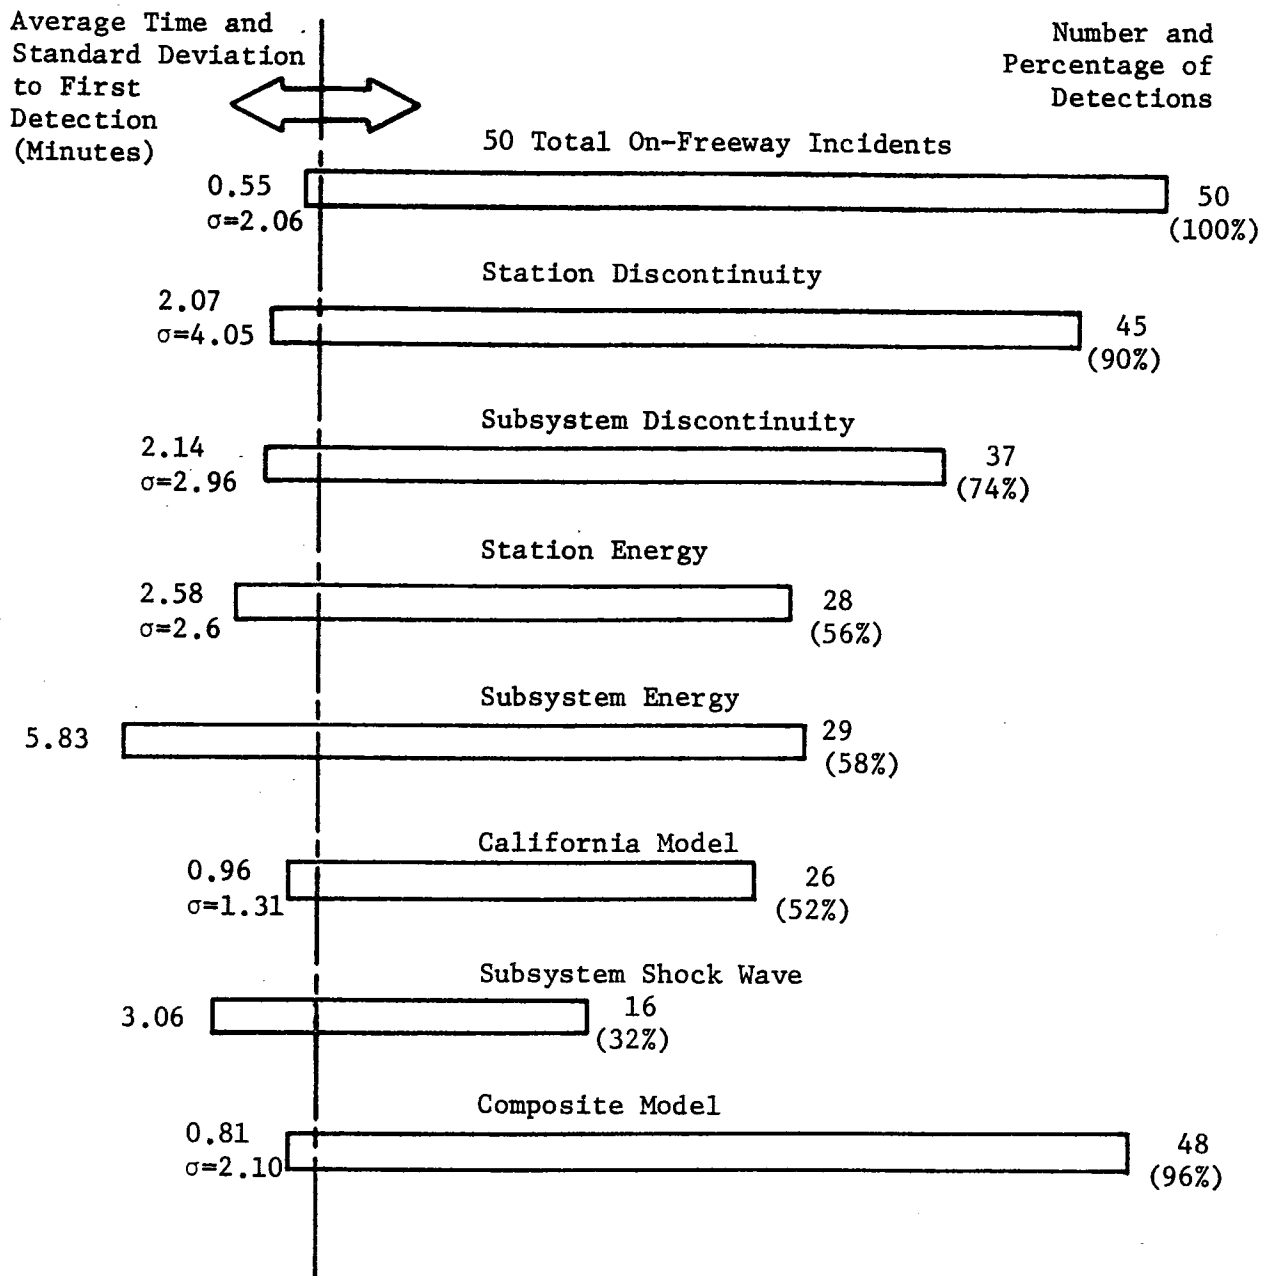 Average Time and
Standard Deviation
to First
Detection
(Minutes)
Number and
Percentage of
Detections
50 Total On-Freeway Incidents
0.55
σ=2.06
50
(100%)
Station Discontinuity
2.07
σ=4.05
45
(90%)
Subsystem Discontinuity
2.14
σ=2.96
37
(74%)
Station Energy
2.58
σ=2.6
28
(56%)
Subsystem Energy
5.83
29
(58%)
California Model
0.96
σ=1.31
26
(52%)
Subsystem Shock Wave
3.06
16
(32%)
Composite Model
0.81
σ=2.10
48
(96%)